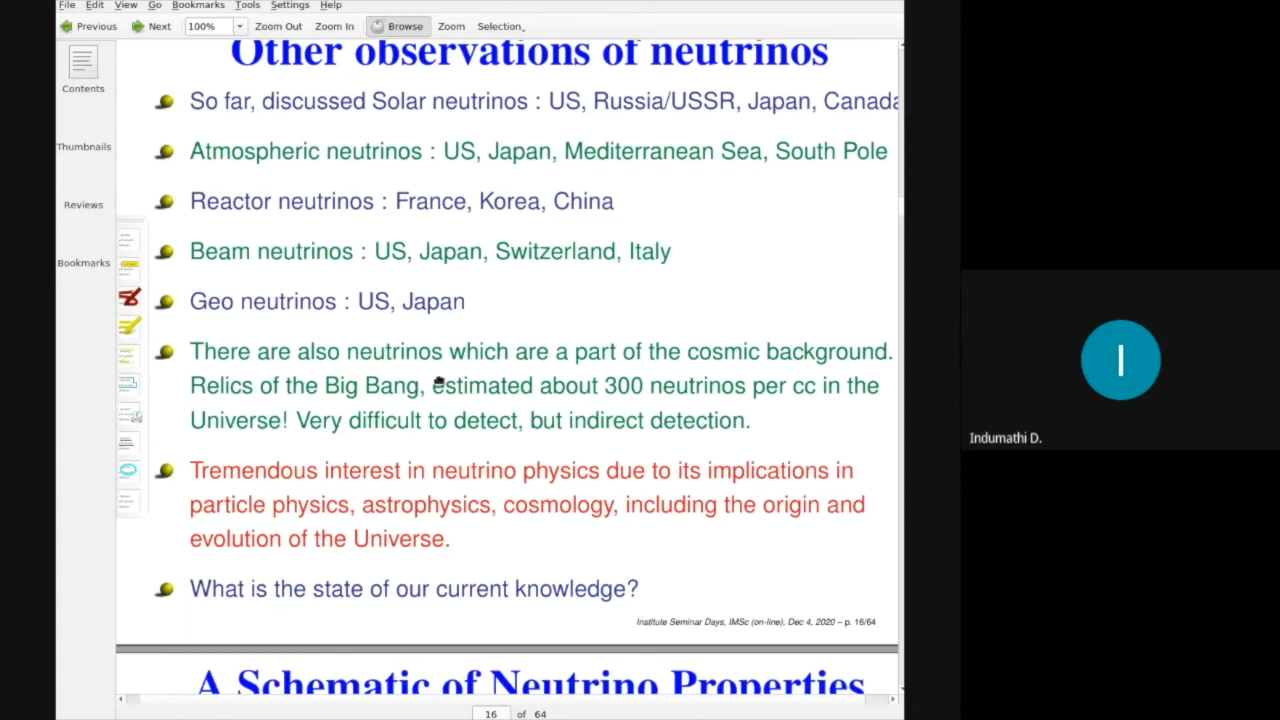 File Edit View Go Bookmarks Tools Settings Help
Previous Next 100% Zoom Out Zoom In Browse Zoom Selection
Contents
Thumbnails
Reviews
Bookmarks
Other observations of neutrinos
So far, discussed Solar neutrinos : US, Russia/USSR, Japan, Canada
Atmospheric neutrinos : US, Japan, Mediterranean Sea, South Pole
Reactor neutrinos : France, Korea, China
Beam neutrinos : US, Japan, Switzerland, Italy
Geo neutrinos : US, Japan
There are also neutrinos which are a part of the cosmic background.
Relics of the Big Bang, estimated about 300 neutrinos per cc in the
Universe! Very difficult to detect, but indirect detection.
Tremendous interest in neutrino physics due to its implications in
particle physics, astrophysics, cosmology, including the origin and
evolution of the Universe.
What is the state of our current knowledge?
Institute Seminar Days, IMSc (on-line), Dec 4, 2020 – p. 16/64
A Schematic of Neutrino Properties
16 of 64
I
Indumathi D.